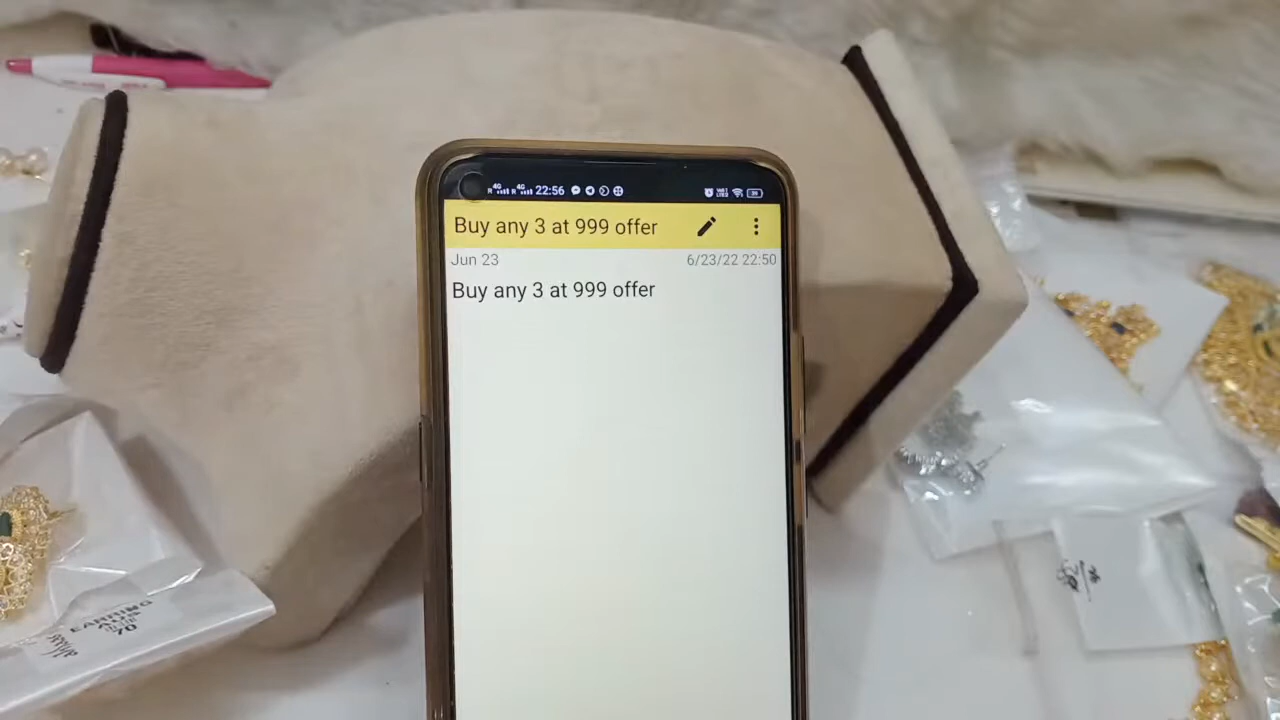 22:56
Buy any 3 at 999 offer
Jun 23
6/23/22 22:50
Buy any 3 at 999 offer
EARRING
70